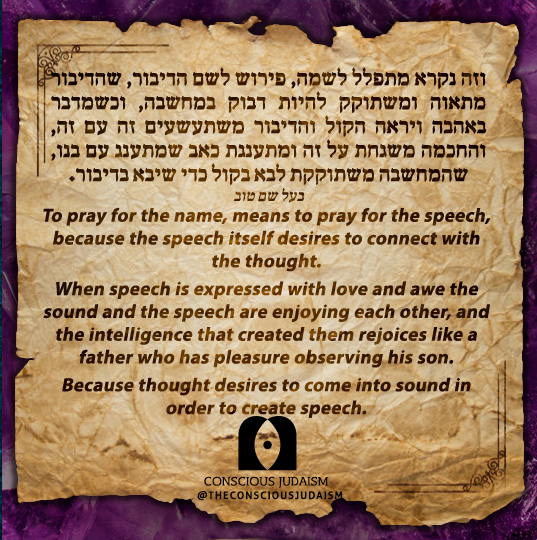 וזה נקרא מתפלל לשמה, פירוש לשם הדיבור, שהדיבור
מתאוה ומשתוקק להיות דבוק במחשבה, וכשמדבר
באהבה ויראה הקול והדיבור משתעשעים זה עם זה,
והחכמה משגחת על זה ומתענגת כאב שמתענג עם בנו,
שהמחשבה משתוקקת לבא בקול כדי שיבא בדיבור.
בעל שם טוב
To pray for the name, means to pray for the speech,
because the speech itself desires to connect with
the thought.
When speech is expressed with love and awe the
sound and the speech are enjoying each other, and
the intelligence that created them rejoices like a
father who has pleasure observing his son.
Because thought desires to come into sound in
order to create speech.
CONSCIOUS JUDAISM
@THECONSCIOUSJUDAISM